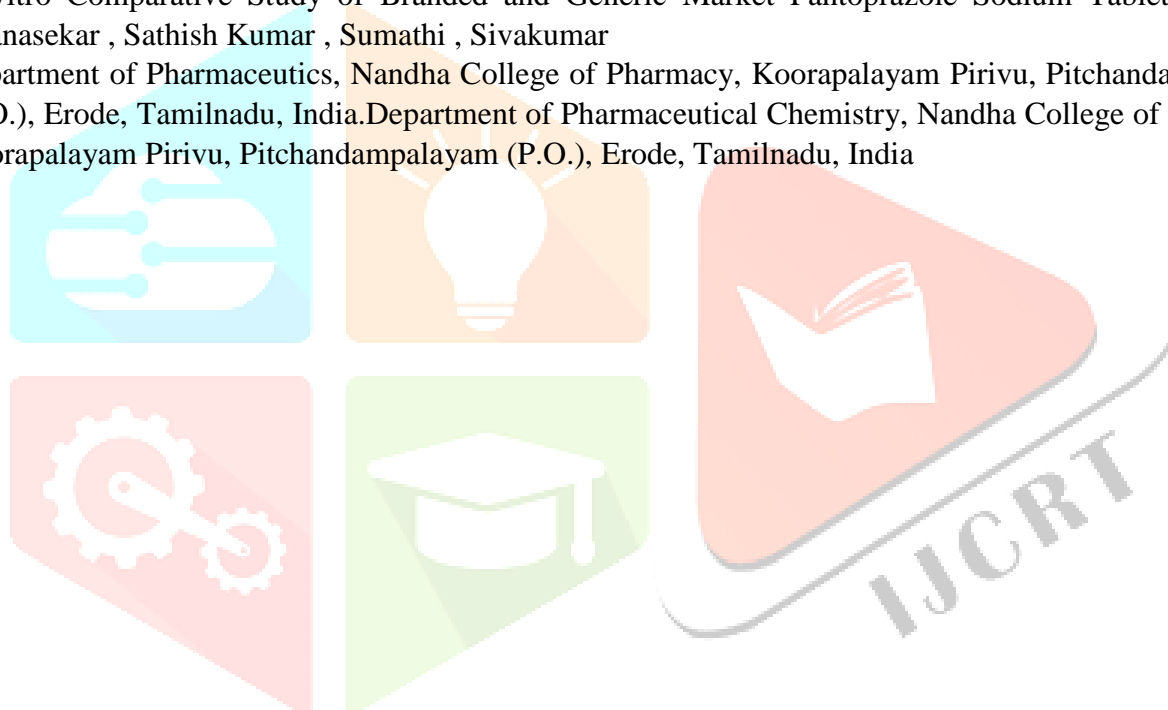 Vitro Comparative Study of Branded and Generic Market Pantoprazole Sodium Tablet
anasekar , Sathish Kumar , Sumathi , Sivakumar
partment of Pharmaceutics, Nandha College of Pharmacy, Koorapalayam Pirivu, Pitchanda
O.), Erode, Tamilnadu, India.Department of Pharmaceutical Chemistry, Nandha College of
orapalayam Pirivu, Pitchandampalayam (P.O.), Erode, Tamilnadu, India
IJCRT